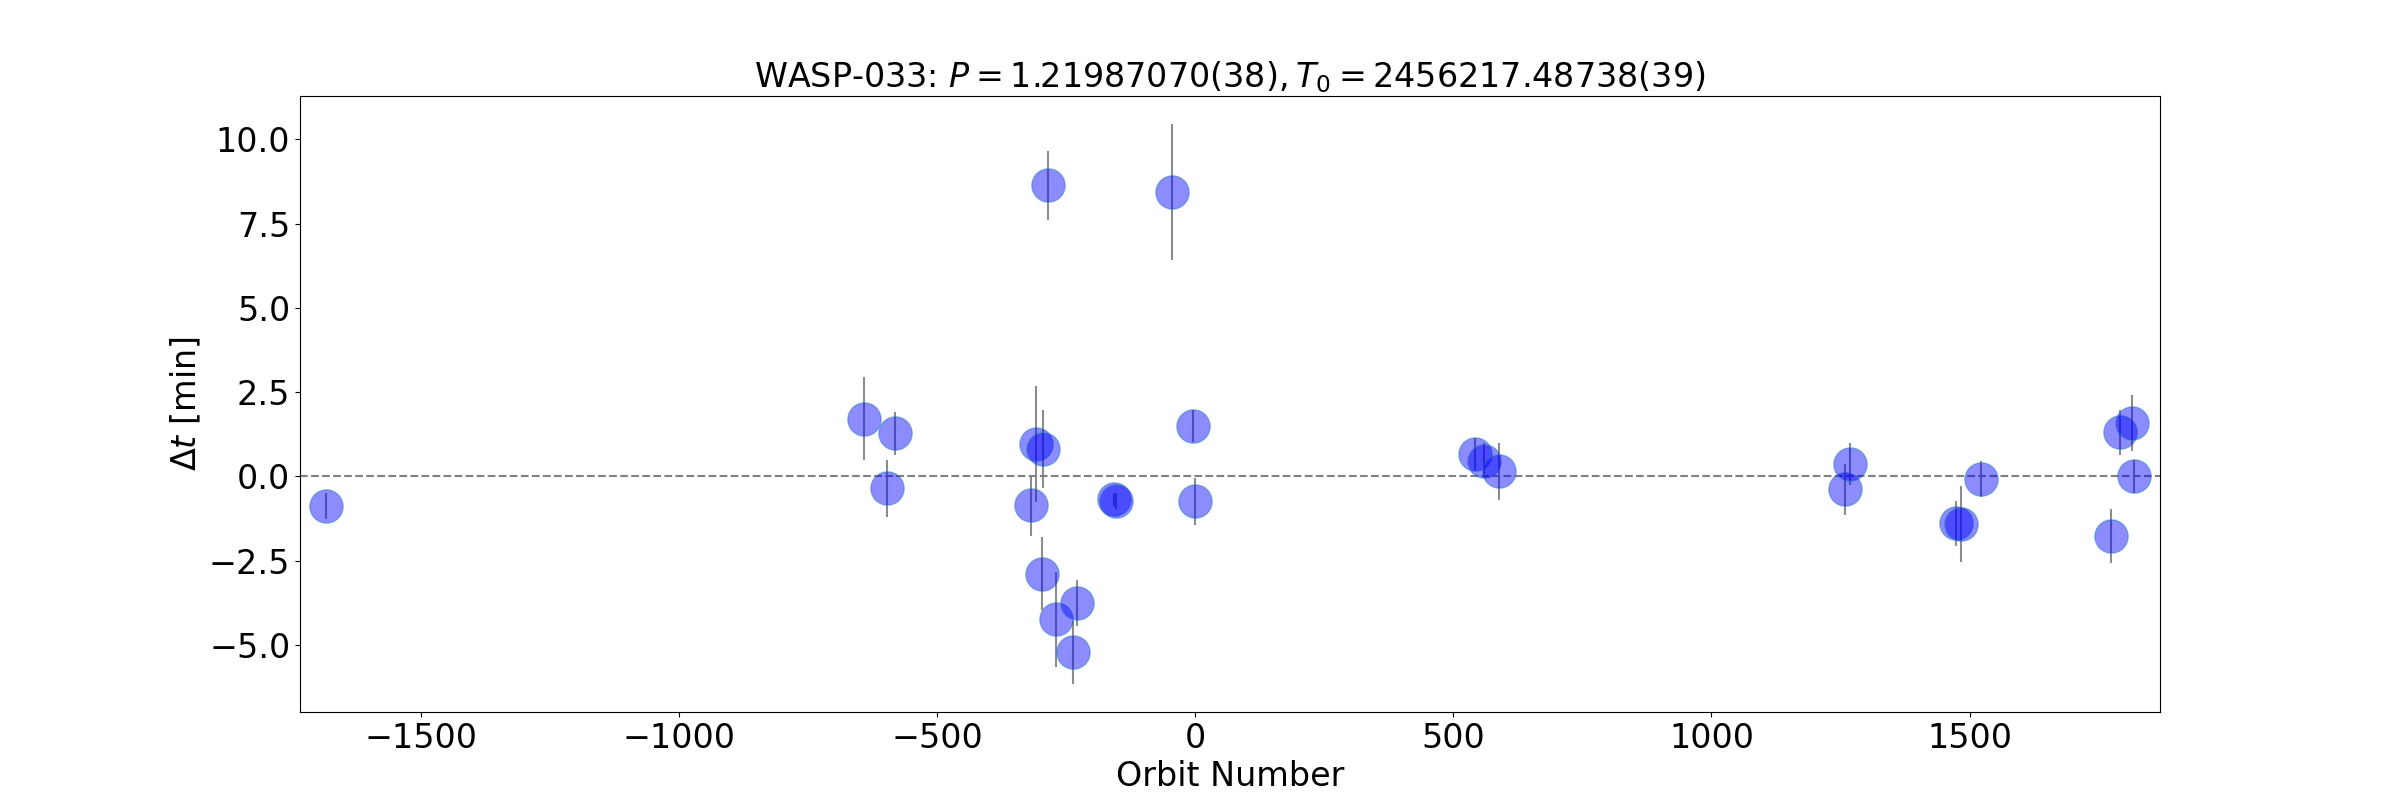 WASP-033: P = 1.21987070(38), T₀ = 2456217.48738(39)
10.0
7.5
5.0
2.5
0.0
−2.5
−5.0
Δt [min]
−1500 −1000 −500 0 500 1000 1500
Orbit Number